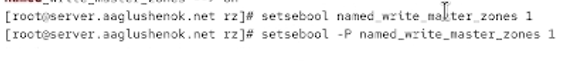 [root@server.aaglushenok.net rz]# setsebool named_write_master_zones 1
[root@server.aaglushenok.net rz]# setsebool -P named_write_master_zones 1